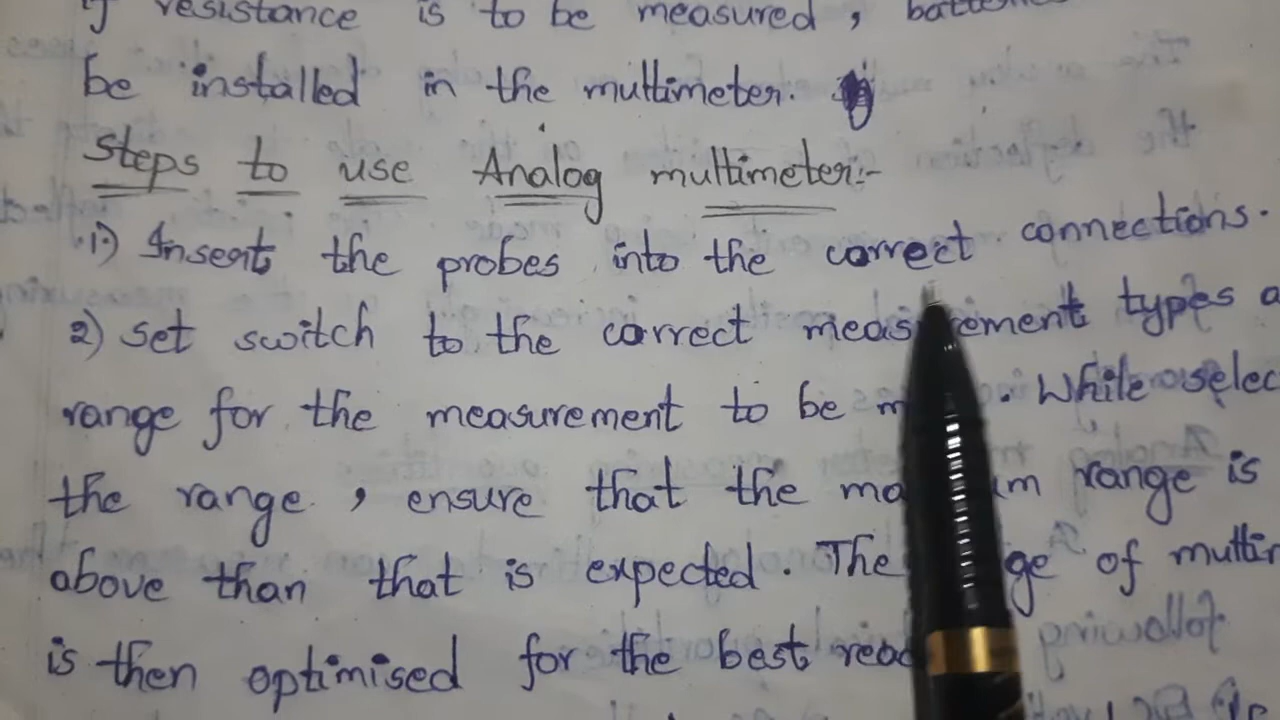 if resistance is to be measured,
be installed in the multimeter.
Steps to use Analog multimeter:-
1) Insert the probes into the correct connections.
2) Set switch to the correct measurement types
range for the measurement to be . While
the range, ensure that the range is
above than that is expected. The of
is then optimised for the best
following